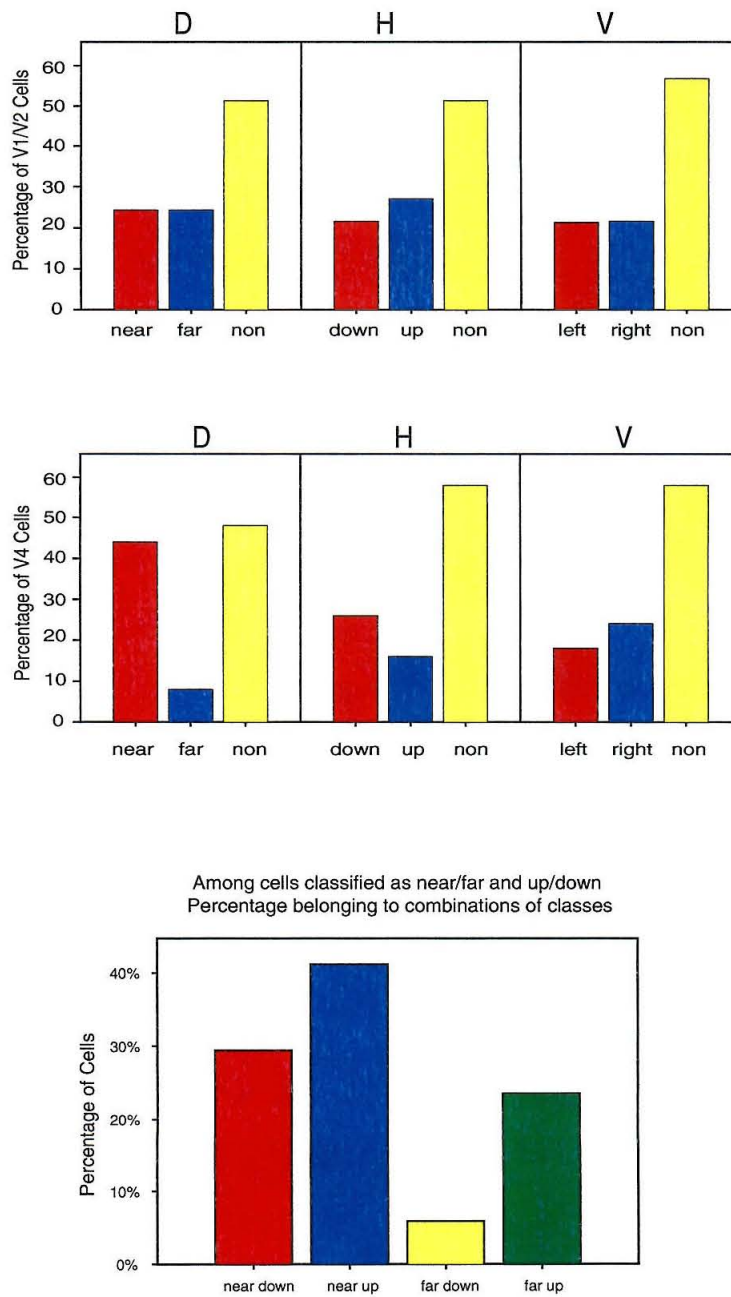 D H V
Percentage of V1/V2 Cells
60
50
40
30
20
10
0
near far non down up non left right non
D H V
Percentage of V4 Cells
60
50
40
30
20
10
0
near far non down up non left right non
Among cells classified as near/far and up/down
Percentage belonging to combinations of classes
Percentage of Cells
40%
30%
20%
10%
0%
near down near up far down far up